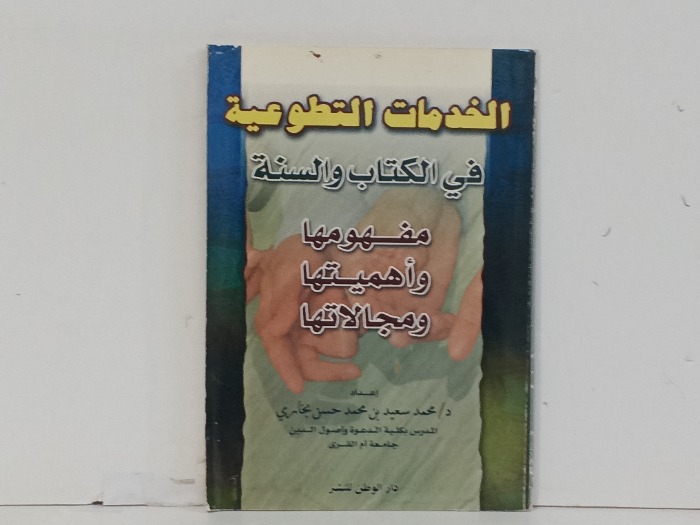 الخدمات التطوعية
في الكتاب والسنة
مفهومها
وأهميتها
ومجالاتها
إعداد
د/محمد سعيد بن محمد حسن بخاري
المدرس بكلية الدعوة وأصول الدين
جامعة أم القرى
دار الوطن للنشر